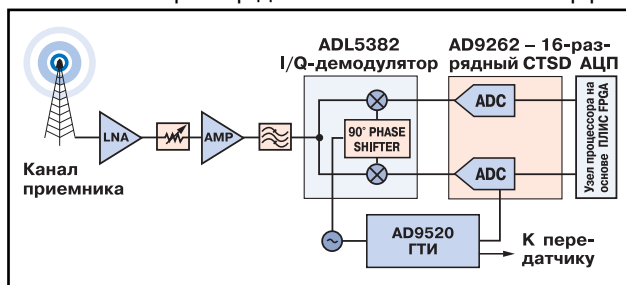 ADL5382
I/Q-демодулятор
AD9262 – 16-раз-
рядный CTSD АЦП
LNA
AMP
90° PHASE
SHIFTER
ADC
ADC
Узел процессора на
основе ПЛИС FPGA
Канал
приемника
AD9520
ГТИ
К пере-
датчику